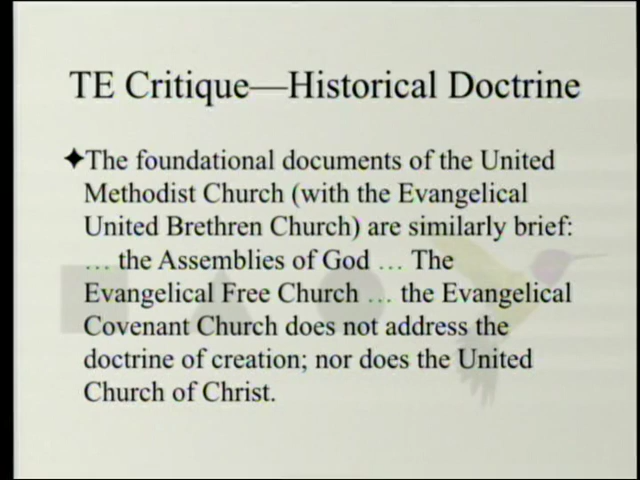 TE Critique—Historical Doctrine
✦The foundational documents of the United
Methodist Church (with the Evangelical
United Brethren Church) are similarly brief:
… the Assemblies of God … The
Evangelical Free Church … the Evangelical
Covenant Church does not address the
doctrine of creation; nor does the United
Church of Christ.